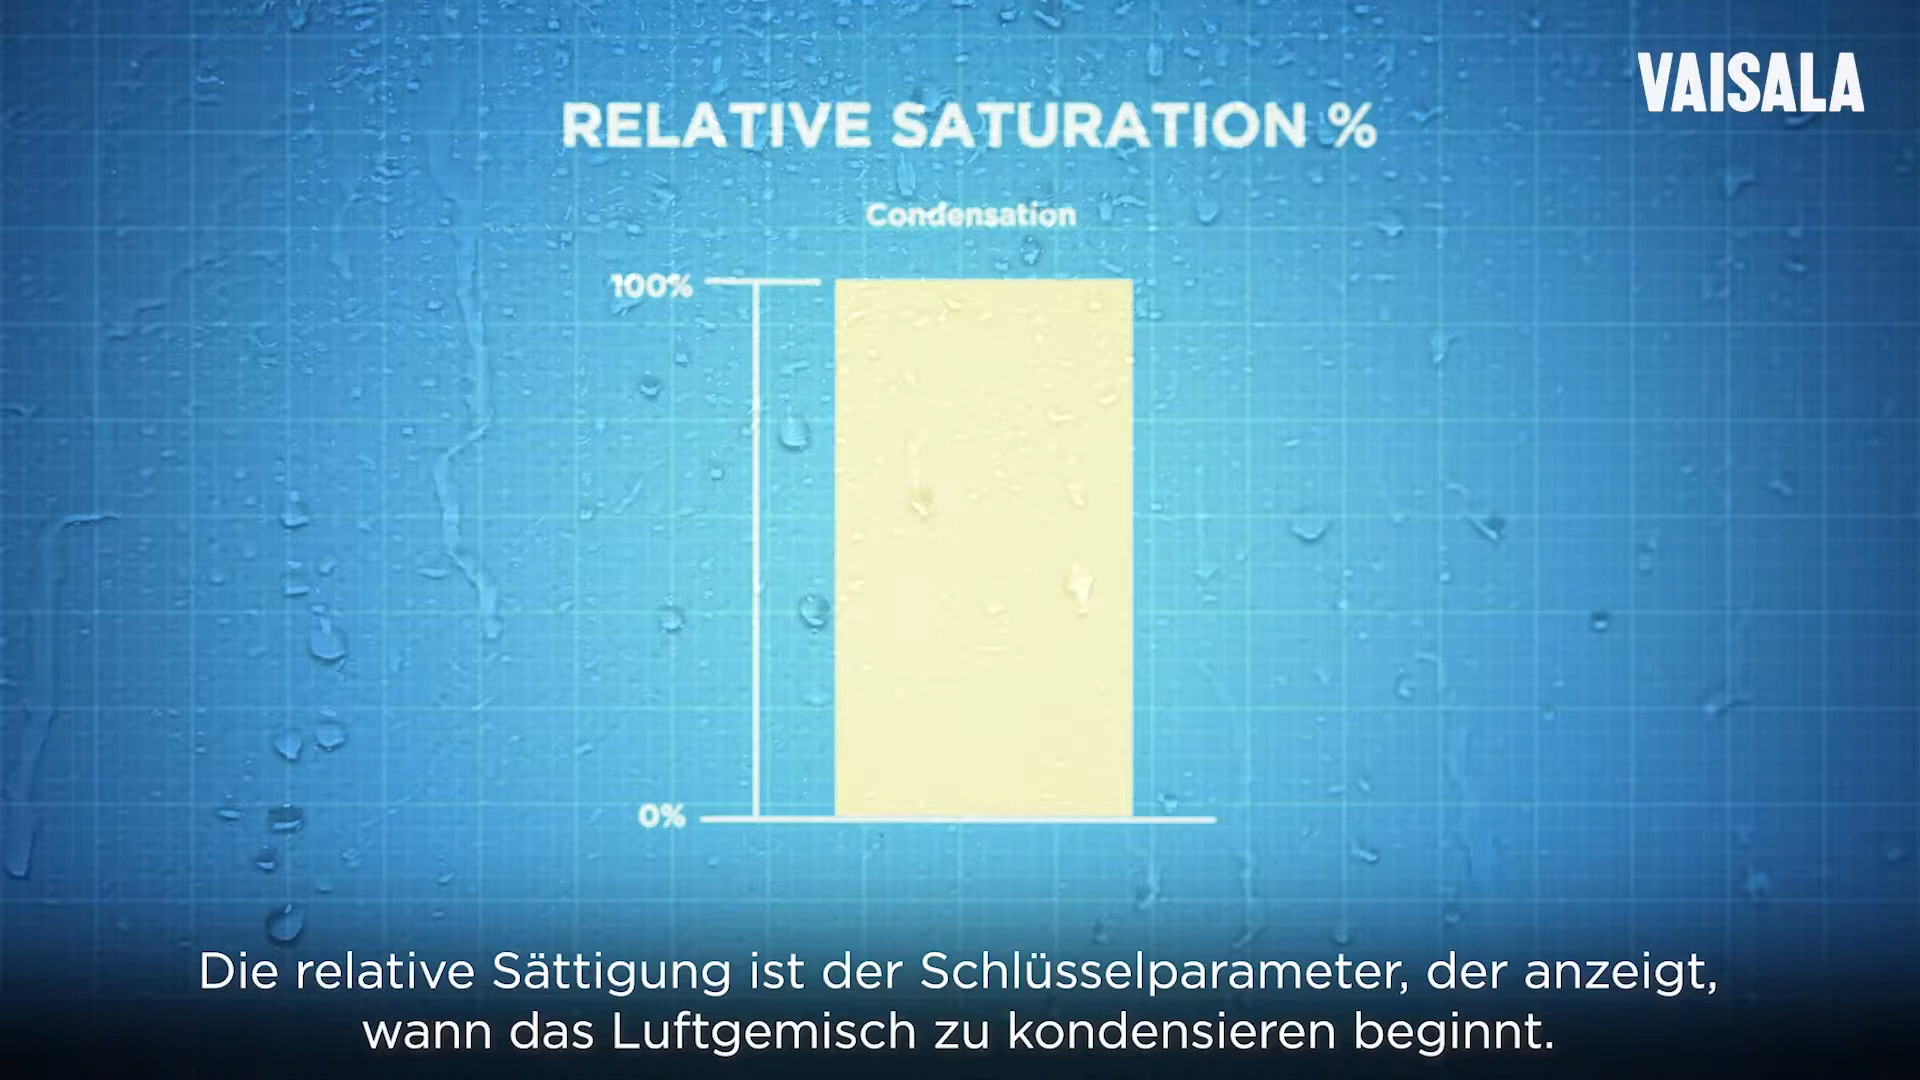 VAISALA
RELATIVE SATURATION %
Condensation
100%
0%
Die relative Sättigung ist der Schlüsselparameter, der anzeigt,
wann das Luftgemisch zu kondensieren beginnt.